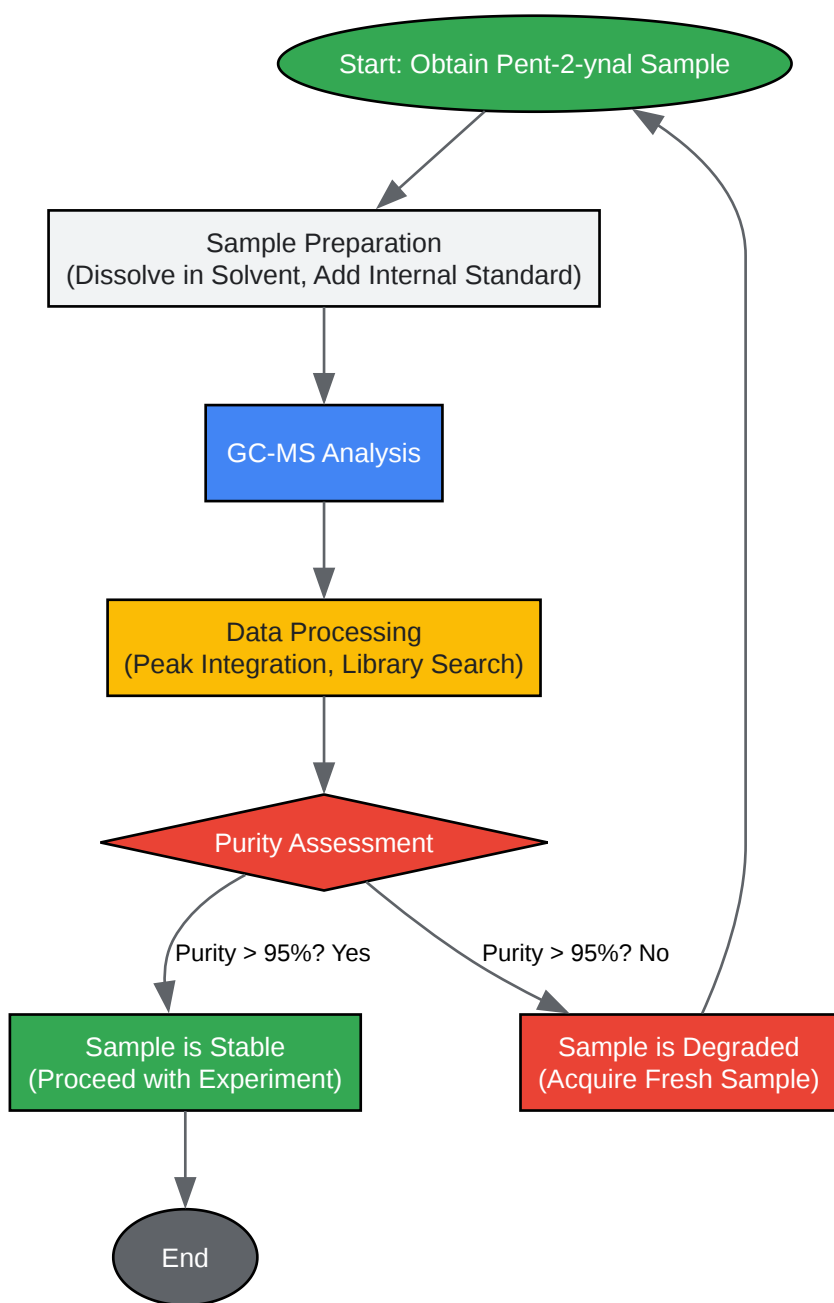 Start: Obtain Pent-2-ynal Sample
Sample Preparation
(Dissolve in Solvent, Add Internal Standard)
GC-MS Analysis
Data Processing
(Peak Integration, Library Search)
Purity Assessment
Purity > 95%? Yes
Purity > 95%? No
Sample is Stable
(Proceed with Experiment)
Sample is Degraded
(Acquire Fresh Sample)
End